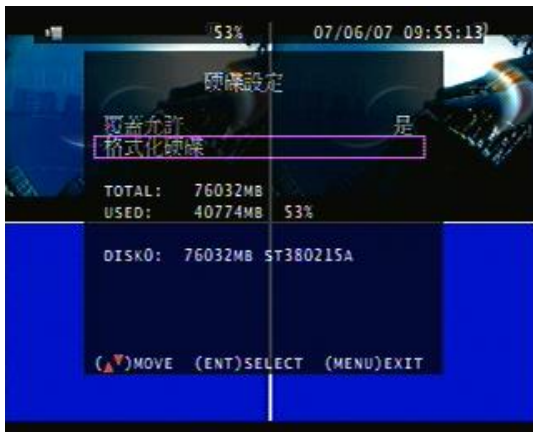 53% 07/06/07 09:55:13
硬碟設定
覆蓋允許 是
格式化硬碟
TOTAL: 76032MB
USED: 40774MB 53%
DISK0: 76032MB ST380215A
(▲▼)MOVE (ENT)SELECT (MENU)EXIT